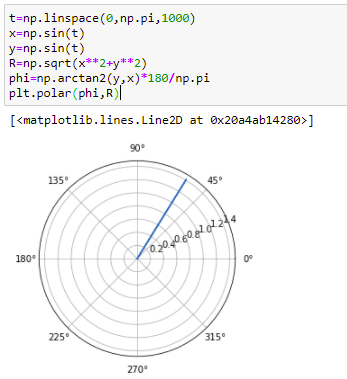 t=np.linspace(0,np.pi,1000)
x=np.sin(t)
y=np.sin(t)
R=np.sqrt(x**2+y**2)
phi=np.arctan2(y,x)*180/np.pi
plt.polar(phi,R)
[<matplotlib.lines.Line2D at 0x20a4ab14280>]
90°
135° 45°
0.2 0.4 0.6 0.8 1.0 1.2 1.4
180° 0°
225° 315°
270°